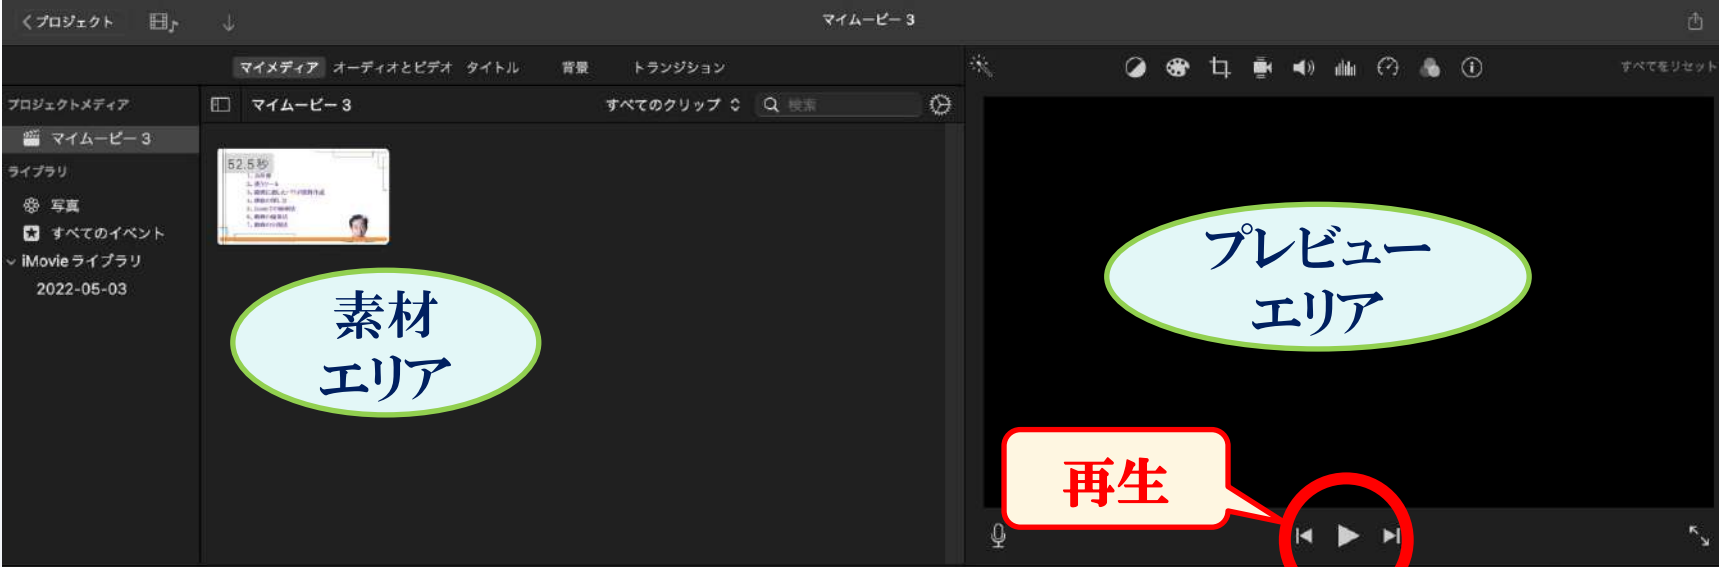 プロジェクト
マイムービー 3
マイメディア オーディオとビデオ タイトル 背景 トランジション
すべてをリセット
プロジェクトメディア
マイムービー 3
すべてのクリップ
検索
マイムービー 3
ライブラリ
写真
すべてのイベント
iMovie ライブラリ
2022-05-03
52.5秒
素材
エリア
プレビュー
エリア
再生